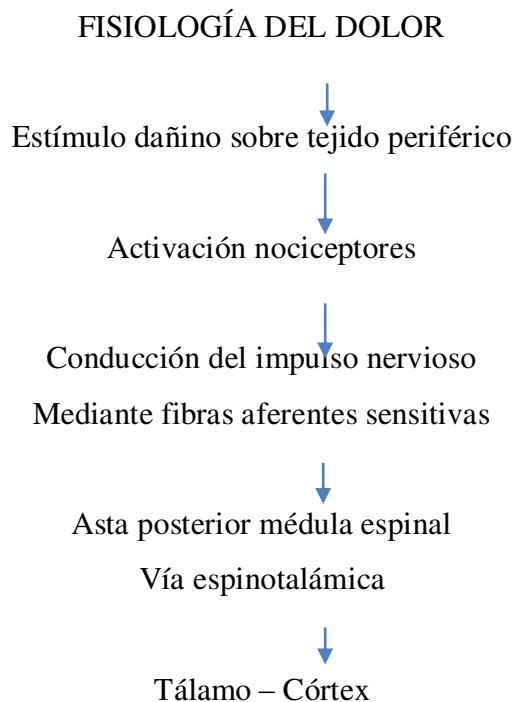 FISIOLOGÍA DEL DOLOR
Estímulo dañino sobre tejido periférico
Activación nociceptores
Conducción del impulso nervioso
Mediante fibras aferentes sensitivas
Asta posterior médula espinal
Vía espinotalámica
Tálamo – Córtex